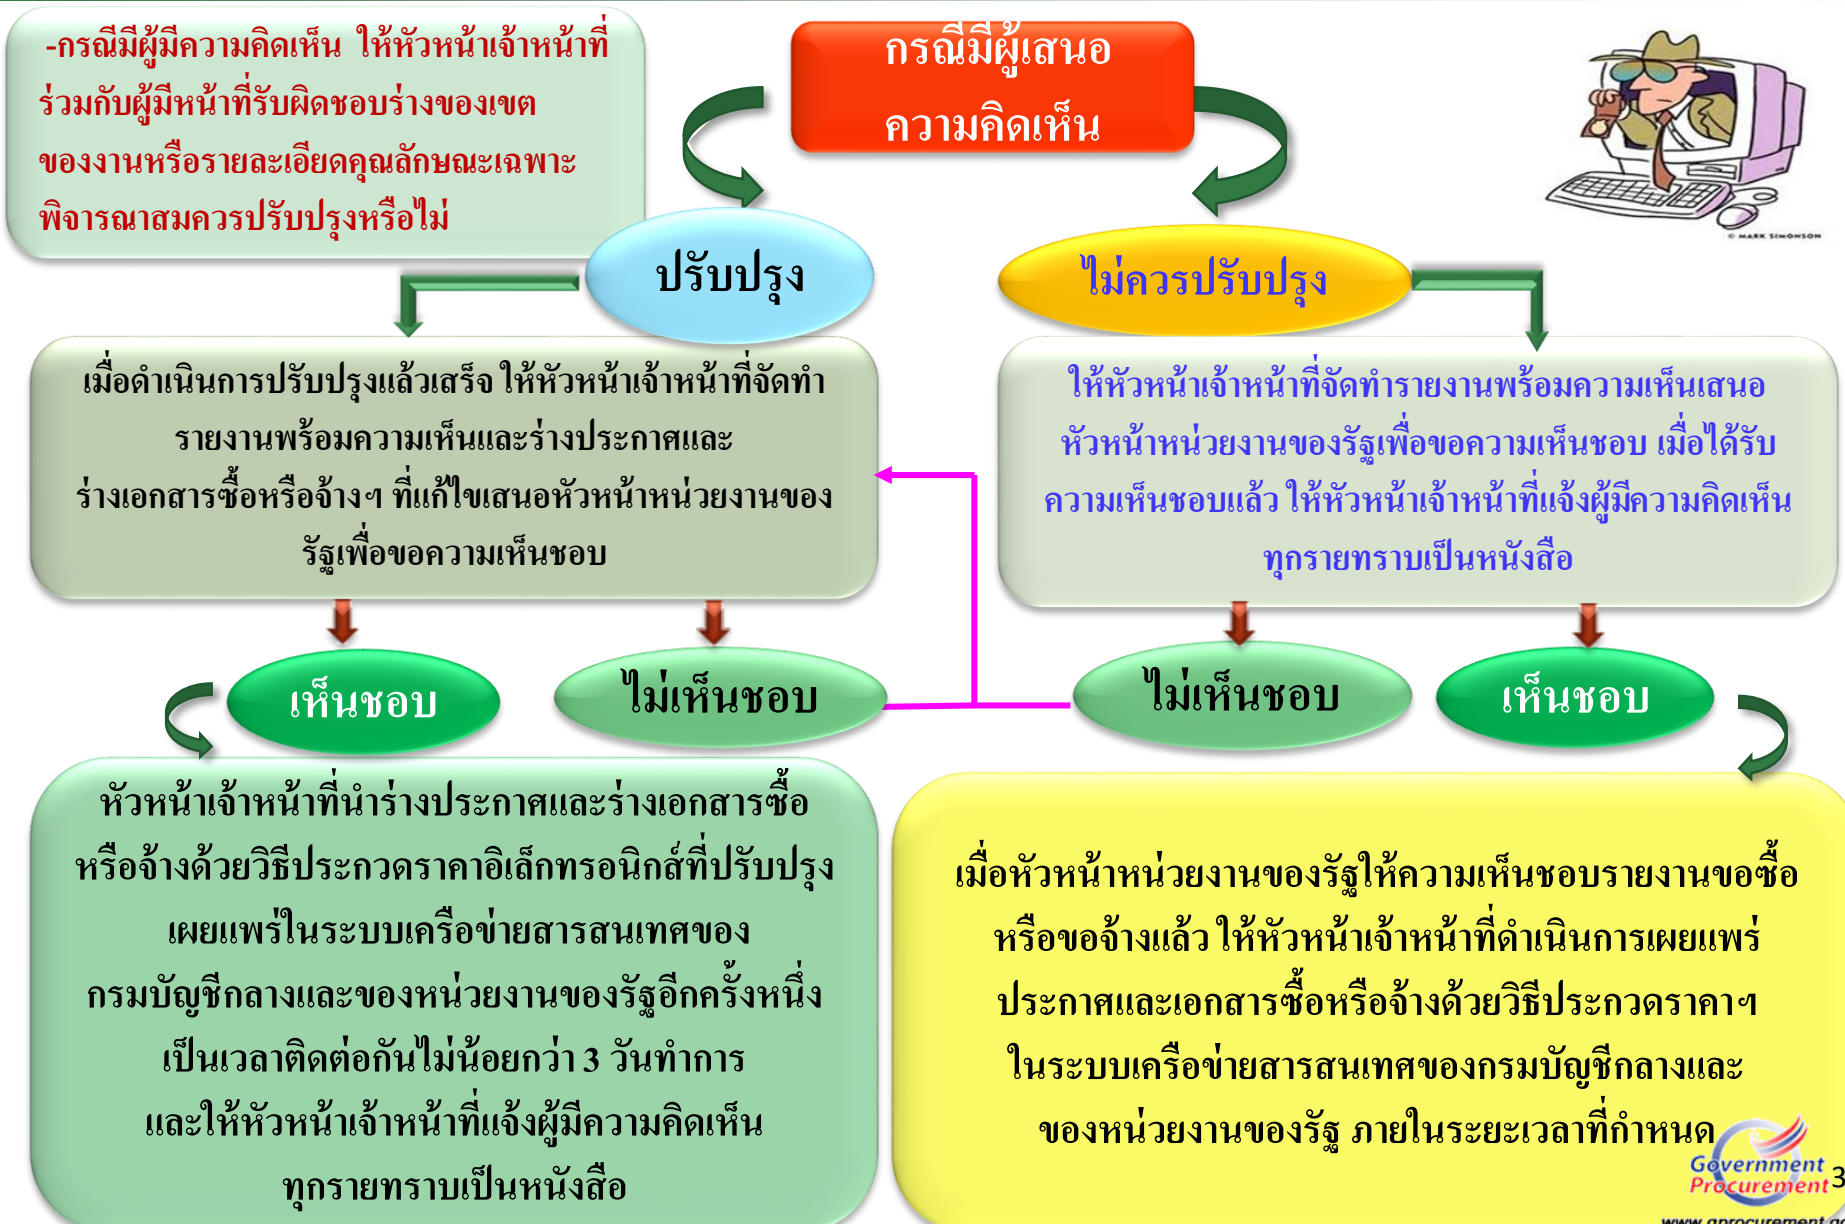 -กรณีมีผู้มีความคิดเห็น ให้หัวหน้าเจ้าหน้าที่
ร่วมกับผู้มีหน้าที่รับผิดชอบร่างของเขต
ของงานหรือรายละเอียดคุณลักษณะเฉพาะ
พิจารณาสมควรปรับปรุงหรือไม่
กรณีมีผู้เสนอ
ความคิดเห็น
© MARK SIMONSON
ปรับปรุง
ไม่ควรปรับปรุง
เมื่อดำเนินการปรับปรุงแล้วเสร็จ ให้หัวหน้าเจ้าหน้าที่จัดทำ
รายงานพร้อมความเห็นและร่างประกาศและ
ร่างเอกสารซื้อหรือจ้างฯ ที่แก้ไขเสนอหัวหน้าหน่วยงานของ
รัฐเพื่อขอความเห็นชอบ
ให้หัวหน้าเจ้าหน้าที่จัดทำรายงานพร้อมความเห็นเสนอ
หัวหน้าหน่วยงานของรัฐเพื่อขอความเห็นชอบ เมื่อได้รับ
ความเห็นชอบแล้ว ให้หัวหน้าเจ้าหน้าที่แจ้งผู้มีความคิดเห็น
ทุกรายทราบเป็นหนังสือ
เห็นชอบ
ไม่เห็นชอบ
ไม่เห็นชอบ
เห็นชอบ
หัวหน้าเจ้าหน้าที่นำร่างประกาศและร่างเอกสารซื้อ
หรือจ้างด้วยวิธีประกวดราคาอิเล็กทรอนิกส์ที่ปรับปรุง
เผยแพร่ในระบบเครือข่ายสารสนเทศของ
กรมบัญชีกลางและของหน่วยงานของรัฐอีกครั้งหนึ่ง
เป็นเวลาติดต่อกันไม่น้อยกว่า 3 วันทำการ
และให้หัวหน้าเจ้าหน้าที่แจ้งผู้มีความคิดเห็น
ทุกรายทราบเป็นหนังสือ
เมื่อหัวหน้าหน่วยงานของรัฐให้ความเห็นชอบรายงานขอซื้อ
หรือขอจ้างแล้ว ให้หัวหน้าเจ้าหน้าที่ดำเนินการเผยแพร่
ประกาศและเอกสารซื้อหรือจ้างด้วยวิธีประกวดราคาฯ
ในระบบเครือข่ายสารสนเทศของกรมบัญชีกลางและ
ของหน่วยงานของรัฐ ภายในระยะเวลาที่กำหนด
Government
Procurement
3